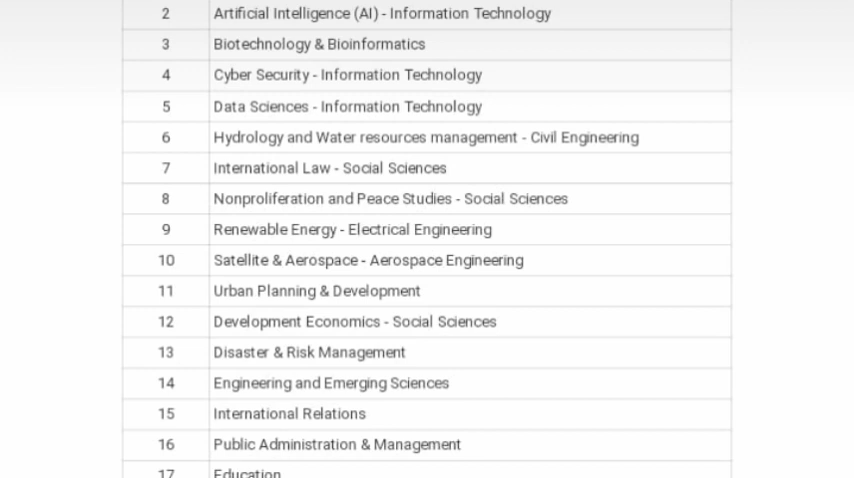 2 Artificial Intelligence (AI) - Information Technology
3 Biotechnology & Bioinformatics
4 Cyber Security - Information Technology
5 Data Sciences - Information Technology
6 Hydrology and Water resources management - Civil Engineering
7 International Law - Social Sciences
8 Nonproliferation and Peace Studies - Social Sciences
9 Renewable Energy - Electrical Engineering
10 Satellite & Aerospace - Aerospace Engineering
11 Urban Planning & Development
12 Development Economics - Social Sciences
13 Disaster & Risk Management
14 Engineering and Emerging Sciences
15 International Relations
16 Public Administration & Management
17 Education